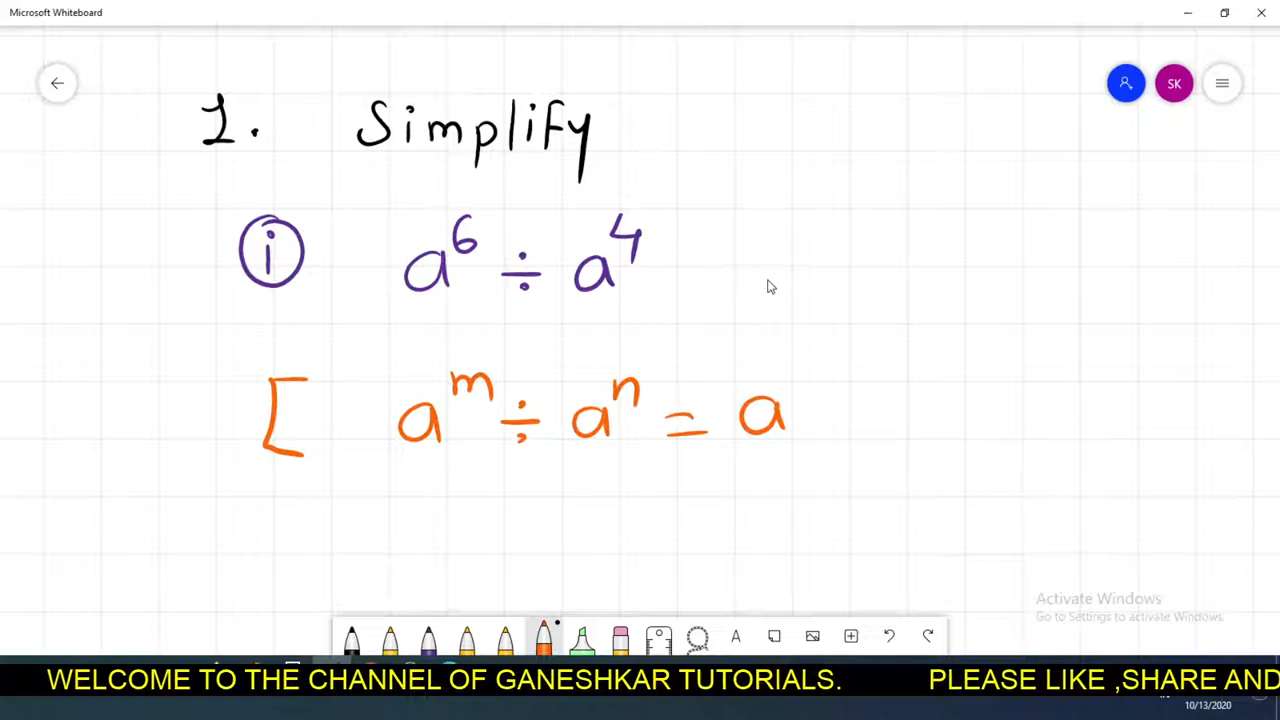 Microsoft Whiteboard
SK
1. Simplify
(i) a⁶ ÷ a⁴
[ aᵐ ÷ aⁿ = a
Activate Windows
Go to Settings to activate Windows.
A
WELCOME TO THE CHANNEL OF GANESHKAR TUTORIALS. PLEASE LIKE ,SHARE AND
10/13/2020